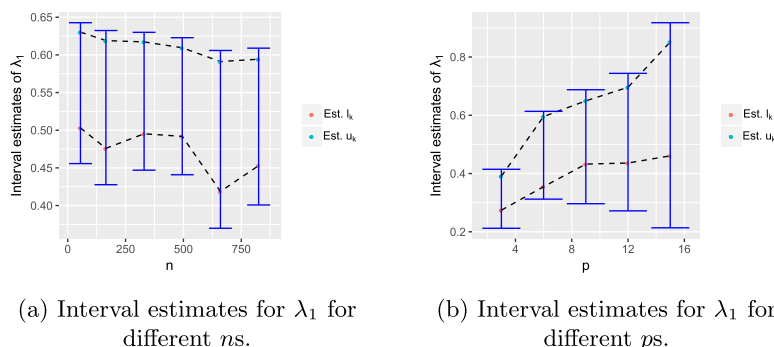 Interval estimates of λ1
0.65
0.60
0.55
0.50
0.45
0.40
0
250
500
750
n
Est. lk
Est. uk
(a) Interval estimates for λ1 for
different ns.
Interval estimates of λ1
0.8
0.6
0.4
0.2
4
8
12
16
p
Est. lk
Est. uk
(b) Interval estimates for λ1 for
different ps.